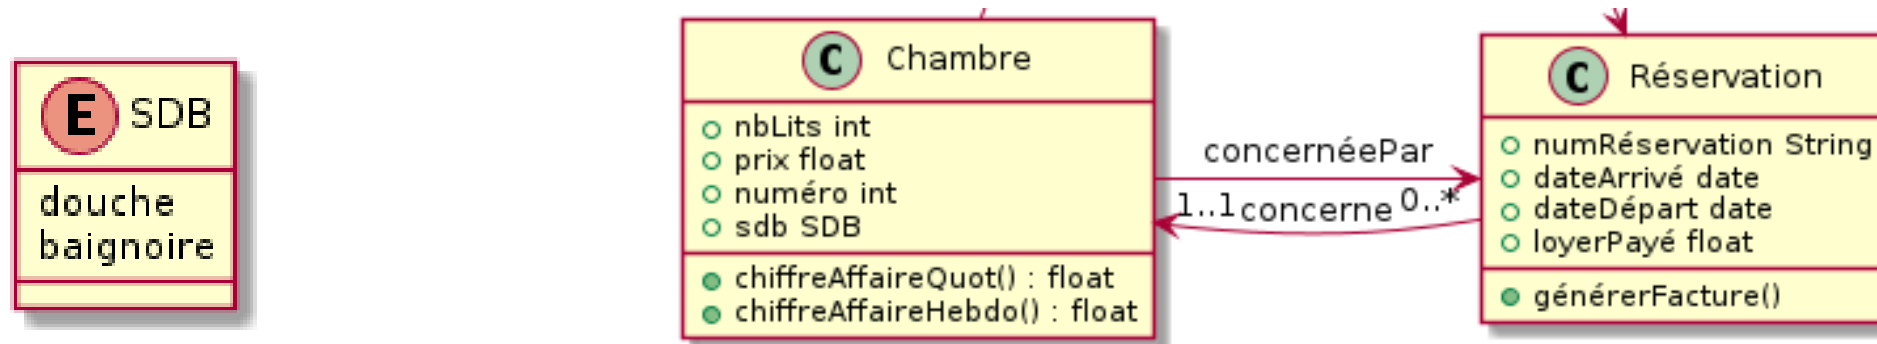 E SDB
douche
baignoire
C Chambre
nbLits int
prix float
numéro int
sdb SDB
chiffreAffaireQuot() : float
chiffreAffaireHebdo() : float
concernéePar
1..1 concerne 0..*
C Réservation
numRéservation String
dateArrivé date
dateDépart date
loyerPayé float
générerFacture()